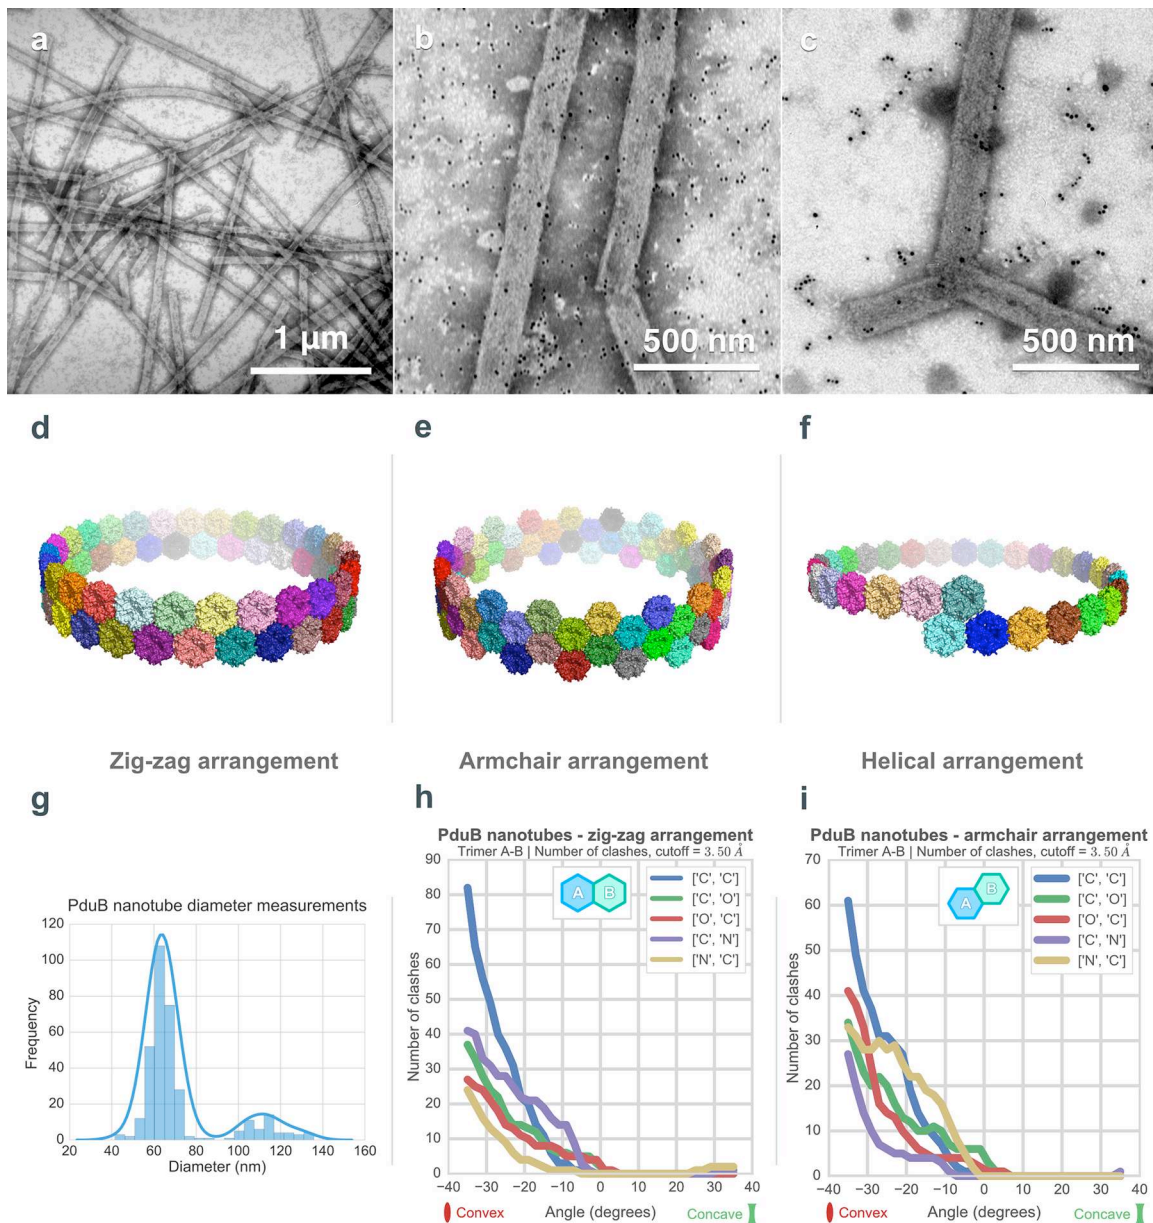 a
b
c
1 µm
500 nm
500 nm
d
e
f
Zig-zag arrangement
Armchair arrangement
Helical arrangement
g
h
i
PduB nanotube diameter measurements
Frequency
120
100
80
60
40
20
0
20 40 60 80 100 120 140 160
Diameter (nm)
PduB nanotubes - zig-zag arrangement
Trimer A-B | Number of clashes, cutoff = 3.50 Å
Number of clashes
90
80
70
60
50
40
30
20
10
0
A B
['C', 'C']
['C', 'O']
['O', 'C']
['C', 'N']
['N', 'C']
−40 −30 −20 −10 0 10 20 30 40
Convex Angle (degrees) Concave
PduB nanotubes - armchair arrangement
Trimer A-B | Number of clashes, cutoff = 3.50 Å
Number of clashes
70
60
50
40
30
20
10
0
B
A
['C', 'C']
['C', 'O']
['O', 'C']
['C', 'N']
['N', 'C']
−40 −30 −20 −10 0 10 20 30 40
Convex Angle (degrees) Concave